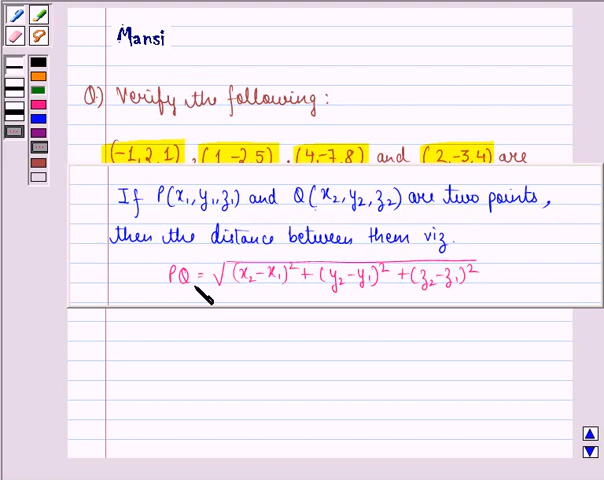 Mansi
Q) Verify the following :
(-1,2,1) , (1,-2,5) , (4,-7,8) and (2,-3,4) are
If P(x₁, y₁, z₁) and Q(x₂, y₂, z₂) are two points,
then the distance between them viz.
PQ = √(x₂-x₁)² + (y₂-y₁)² + (z₂-z₁)²